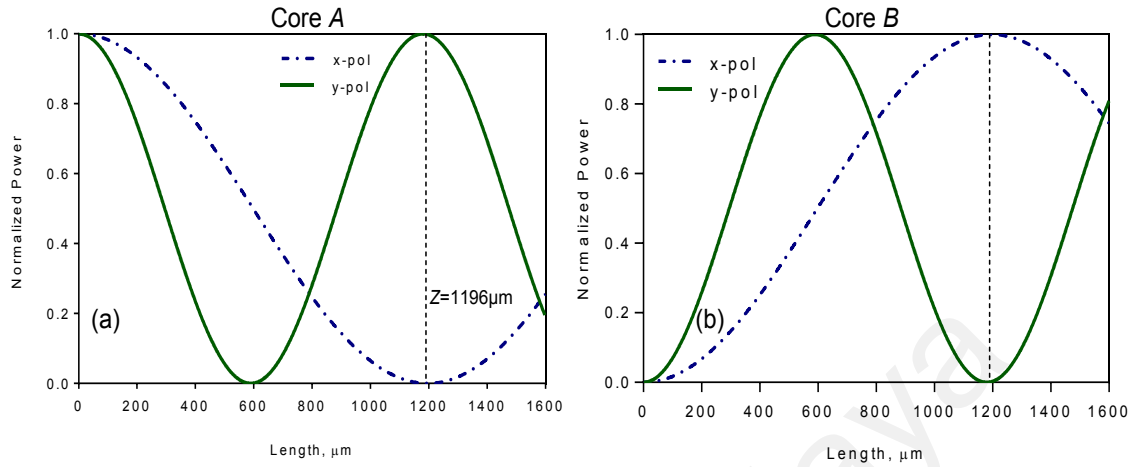 Core A
Normalized Power
1.0
0.8
0.6
0.4
0.2
0.0
x-pol
y-pol
Z=1196μm
(a)
0 200 400 600 800 1000 1200 1400 1600
Length, μm
Core B
Normalized Power
1.0
0.8
0.6
0.4
0.2
0.0
x-pol
y-pol
(b)
0 200 400 600 800 1000 1200 1400 1600
Length, μm